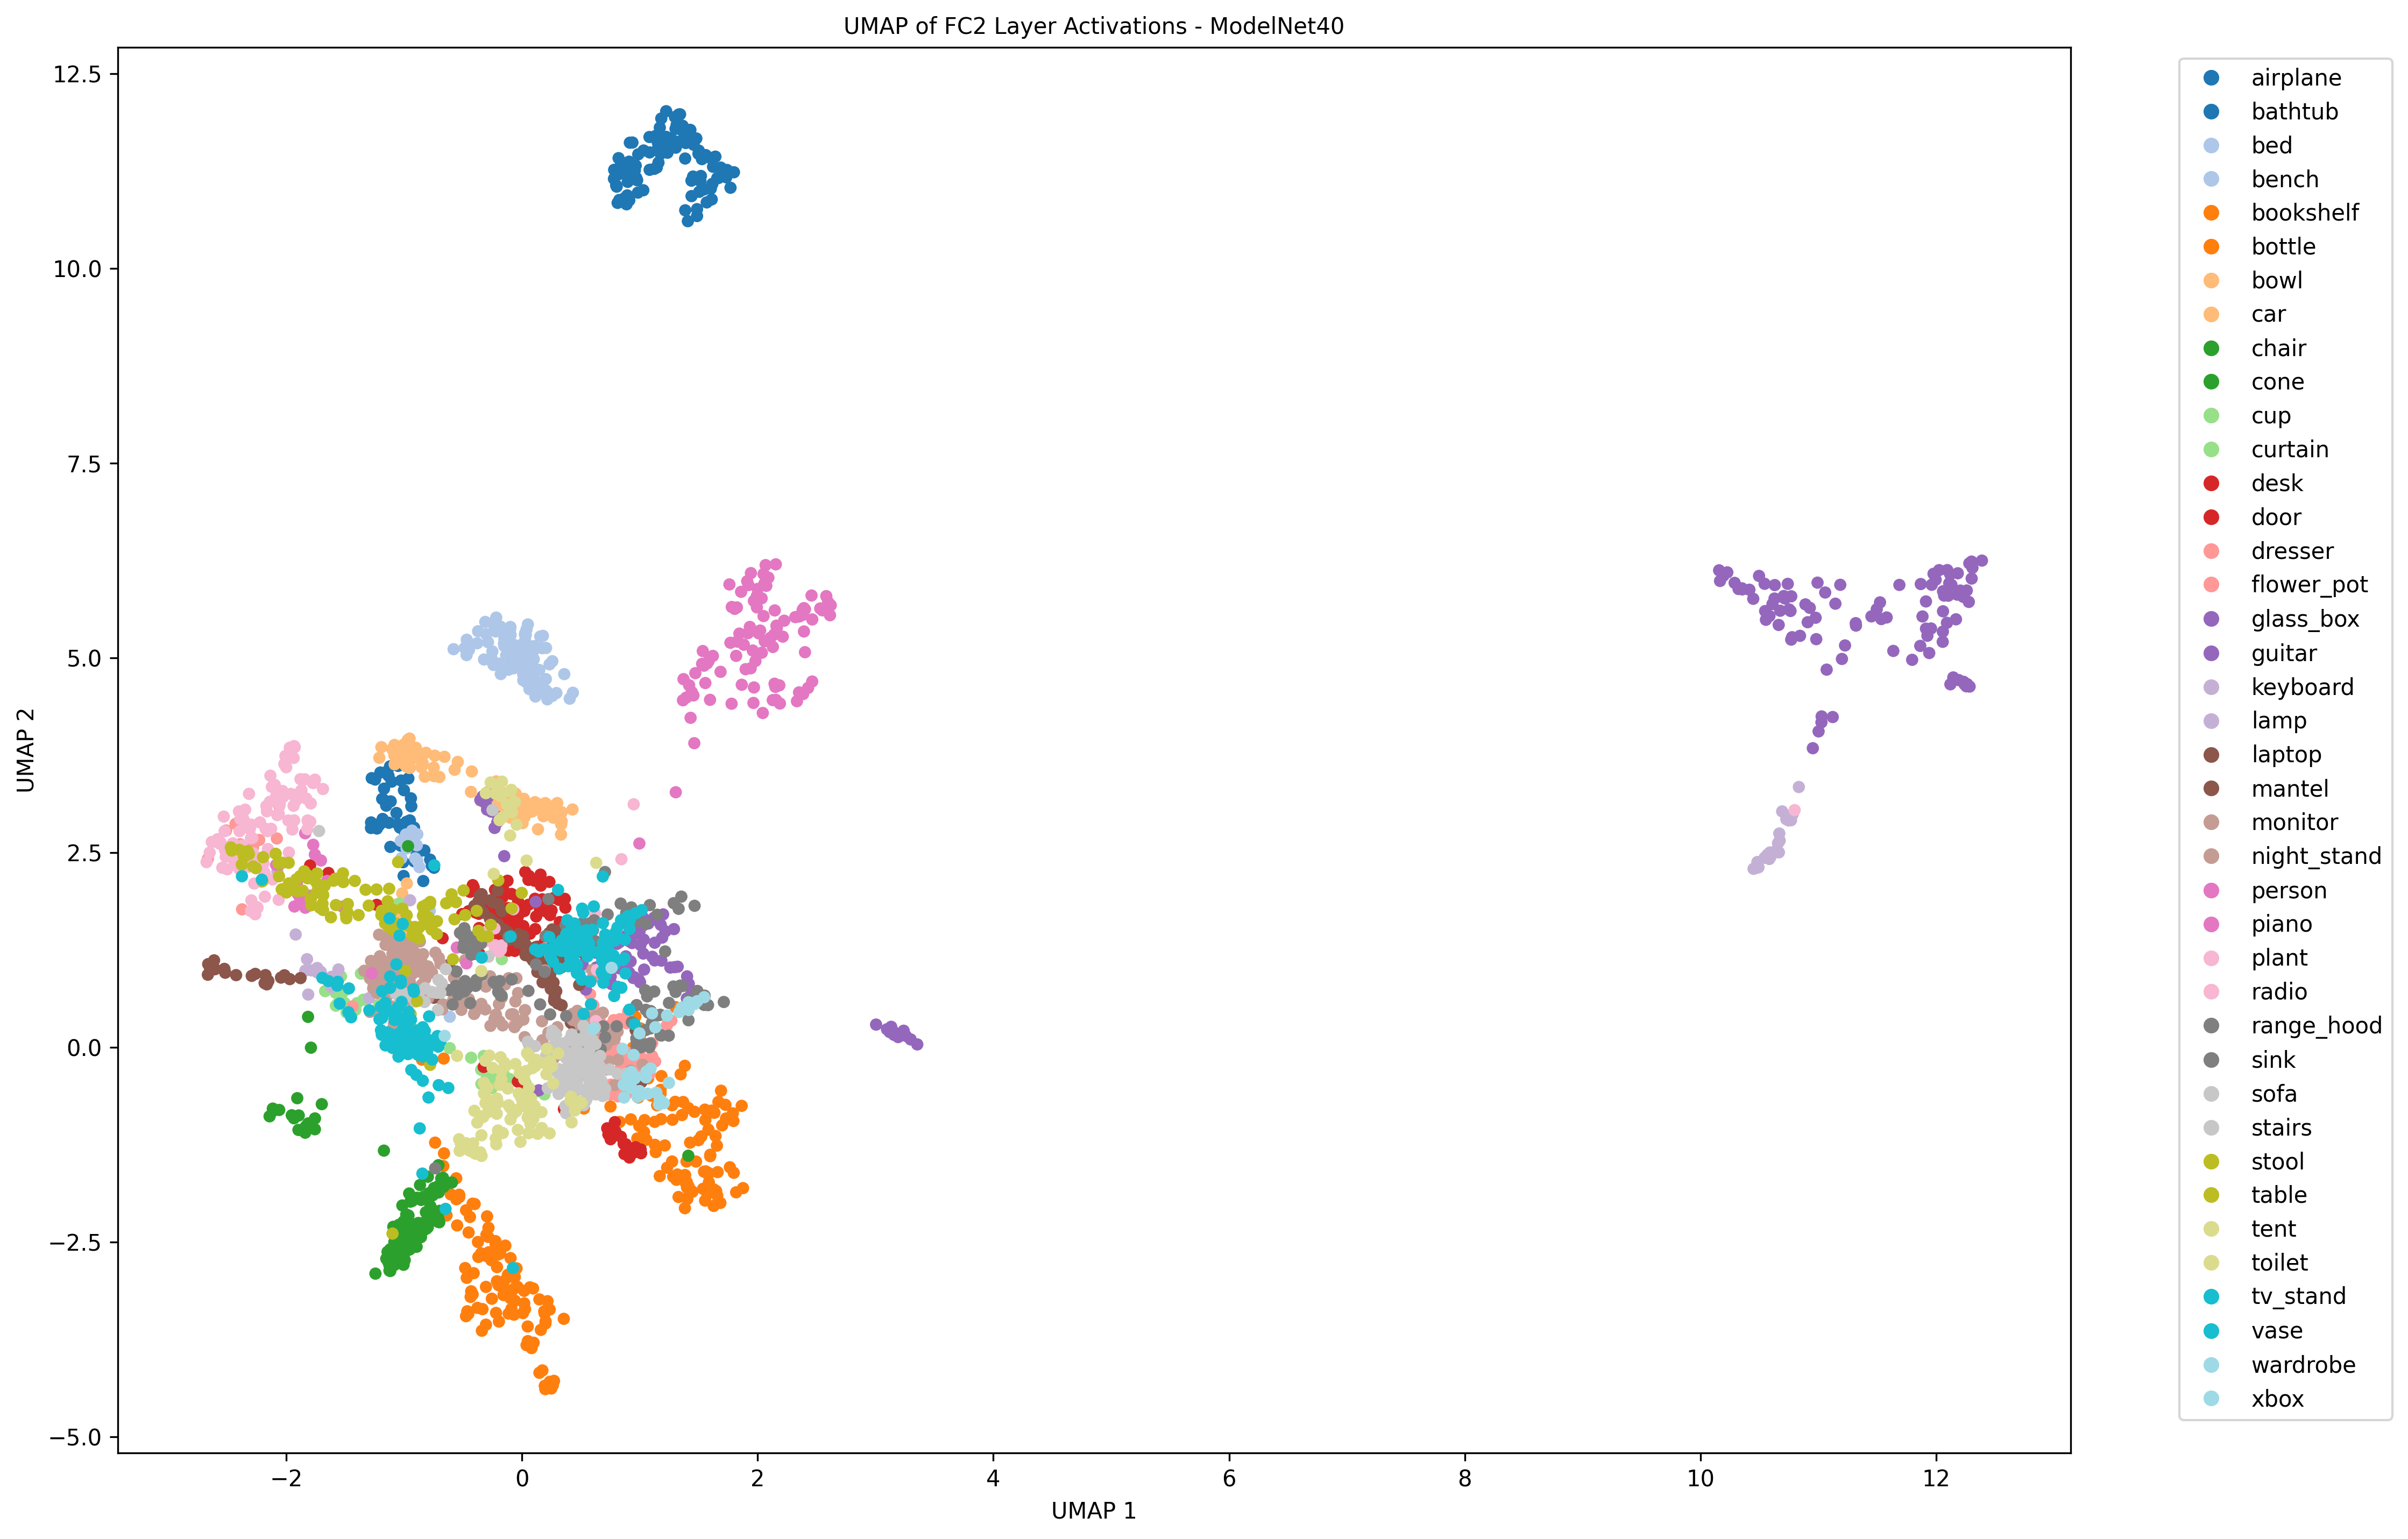 UMAP of FC2 Layer Activations - ModelNet40
12.5
10.0
7.5
5.0
2.5
0.0
−2.5
−5.0
UMAP 2
−2 0 2 4 6 8 10 12
UMAP 1
airplane
bathtub
bed
bench
bookshelf
bottle
bowl
car
chair
cone
cup
curtain
desk
door
dresser
flower_pot
glass_box
guitar
keyboard
lamp
laptop
mantel
monitor
night_stand
person
piano
plant
radio
range_hood
sink
sofa
stairs
stool
table
tent
toilet
tv_stand
vase
wardrobe
xbox